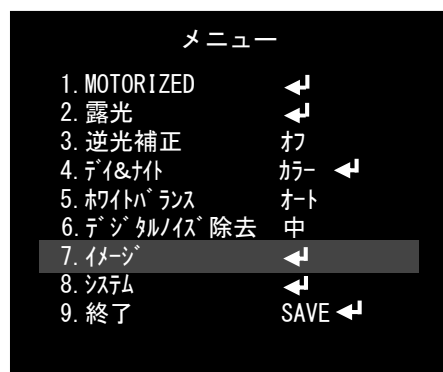 メニュー
1. MOTORIZED ↲
2. 露光 ↲
3. 逆光補正 オフ
4. ﾃﾞｲ&ﾅｲﾄ ｶﾗｰ ↲
5. ﾎﾜｲﾄﾊﾞﾗﾝｽ ｵｰﾄ
6. ﾃﾞｼﾞﾀﾙﾉｲｽﾞ除去 中
7. ｲﾒｰｼﾞ ↲
8. ｼｽﾃﾑ ↲
9. 終了 SAVE ↲